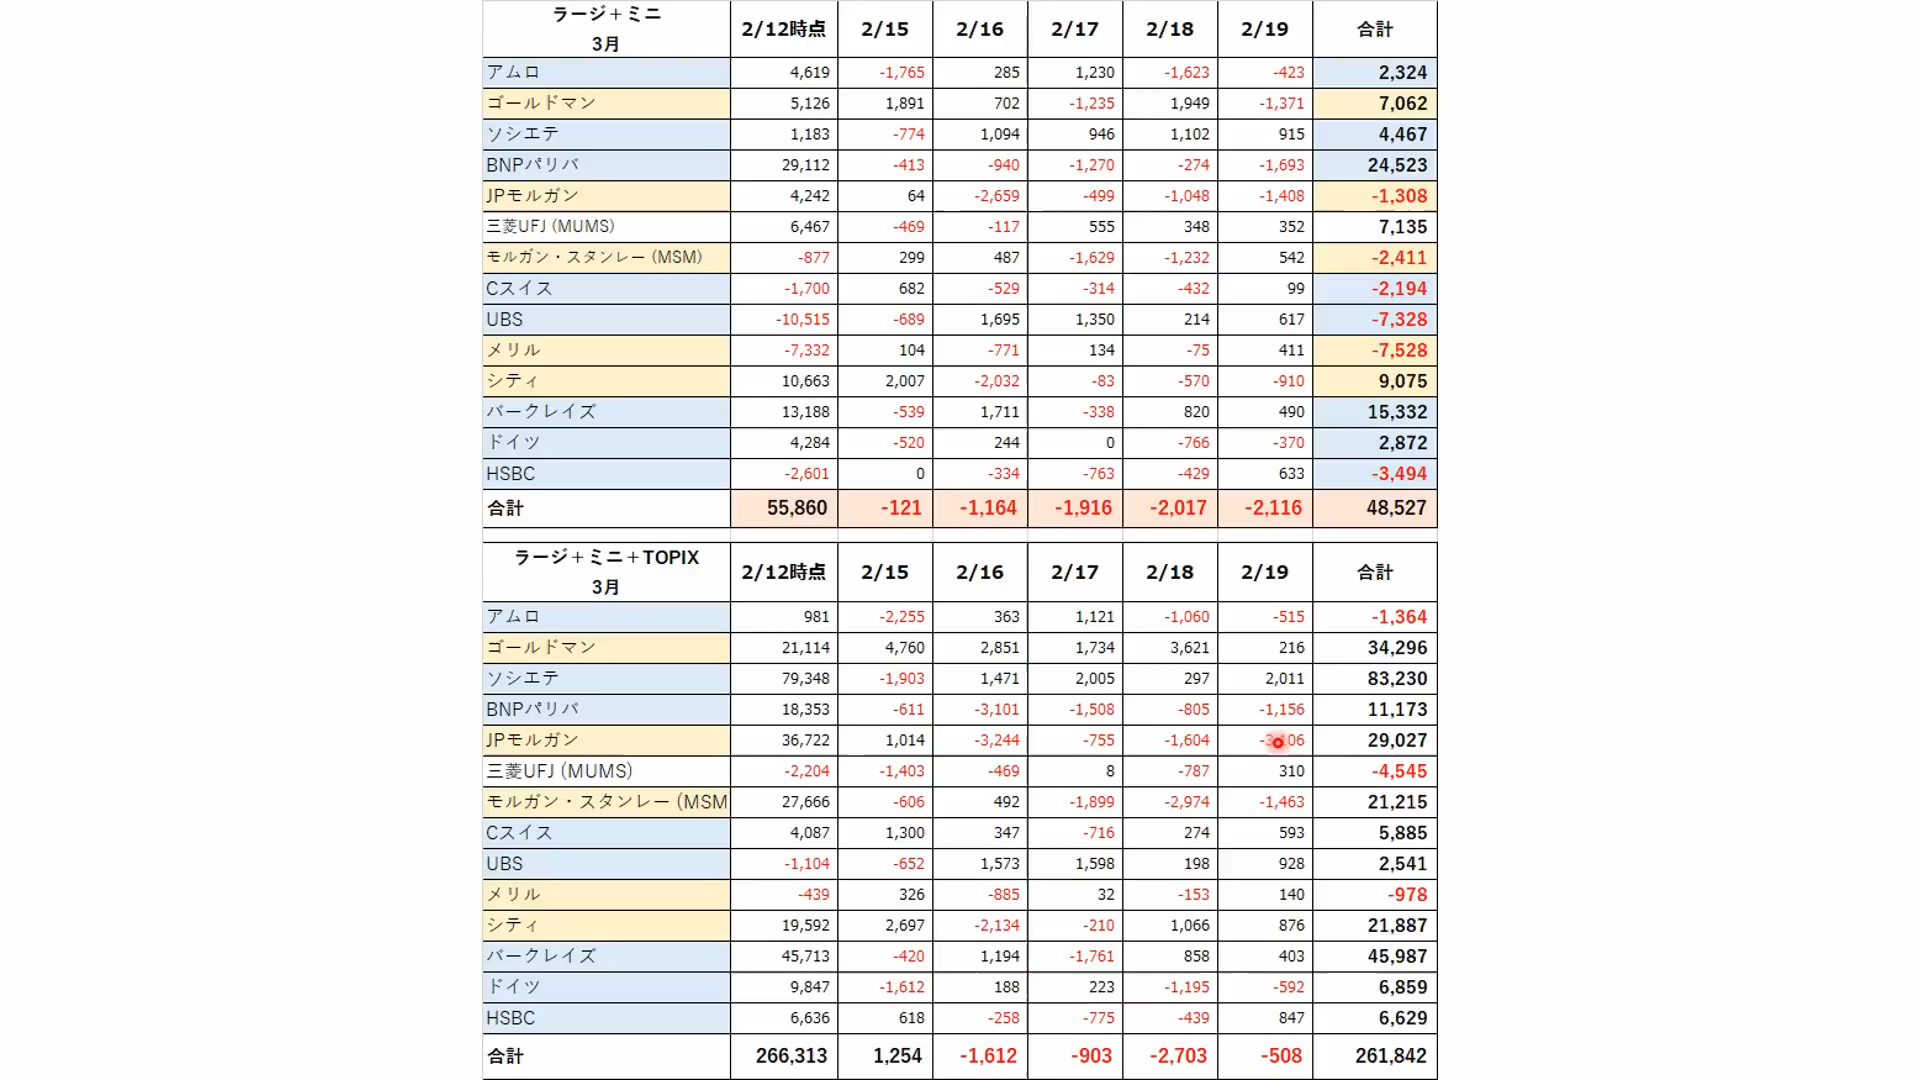 ラージ＋ミニ
3月
2/12時点 2/15 2/16 2/17 2/18 2/19 合計
アムロ 4,619 -1,765 285 1,230 -1,623 -423 2,324
ゴールドマン 5,126 1,891 702 -1,235 1,949 -1,371 7,062
ソシエテ 1,183 -774 1,094 946 1,102 915 4,467
BNPパリバ 29,112 -413 -940 -1,270 -274 -1,693 24,523
JPモルガン 4,242 64 -2,659 -499 -1,048 -1,408 -1,308
三菱UFJ (MUMS) 6,467 -469 -117 555 348 352 7,135
モルガン・スタンレー (MSM) -877 299 487 -1,629 -1,232 542 -2,411
Cスイス -1,700 682 -529 -314 -432 99 -2,194
UBS -10,515 -689 1,695 1,350 214 617 -7,328
メリル -7,332 104 -771 134 -75 411 -7,528
シティ 10,663 2,007 -2,032 -83 -570 -910 9,075
バークレイズ 13,188 -539 1,711 -338 820 490 15,332
ドイツ 4,284 -520 244 0 -766 -370 2,872
HSBC -2,601 0 -334 -763 -429 633 -3,494
合計 55,860 -121 -1,164 -1,916 -2,017 -2,116 48,527
ラージ＋ミニ＋TOPIX
3月
2/12時点 2/15 2/16 2/17 2/18 2/19 合計
アムロ 981 -2,255 363 1,121 -1,060 -515 -1,364
ゴールドマン 21,114 4,760 2,851 1,734 3,621 216 34,296
ソシエテ 79,348 -1,903 1,471 2,005 297 2,011 83,230
BNPパリバ 18,353 -611 -3,101 -1,508 -805 -1,156 11,173
JPモルガン 36,722 1,014 -3,244 -755 -1,604 29,027
三菱UFJ (MUMS) -2,204 -1,403 -469 8 -787 310 -4,545
モルガン・スタンレー (MSM 27,666 -606 492 -1,899 -2,974 -1,463 21,215
Cスイス 4,087 1,300 347 -716 274 593 5,885
UBS -1,104 -652 1,573 1,598 198 928 2,541
メリル -439 326 -885 32 -153 140 -978
シティ 19,592 2,697 -2,134 -210 1,066 876 21,887
バークレイズ 45,713 -420 1,194 -1,761 858 403 45,987
ドイツ 9,847 -1,612 188 223 -1,195 -592 6,859
HSBC 6,636 618 -258 -775 -439 847 6,629
合計 266,313 1,254 -1,612 -903 -2,703 -508 261,842